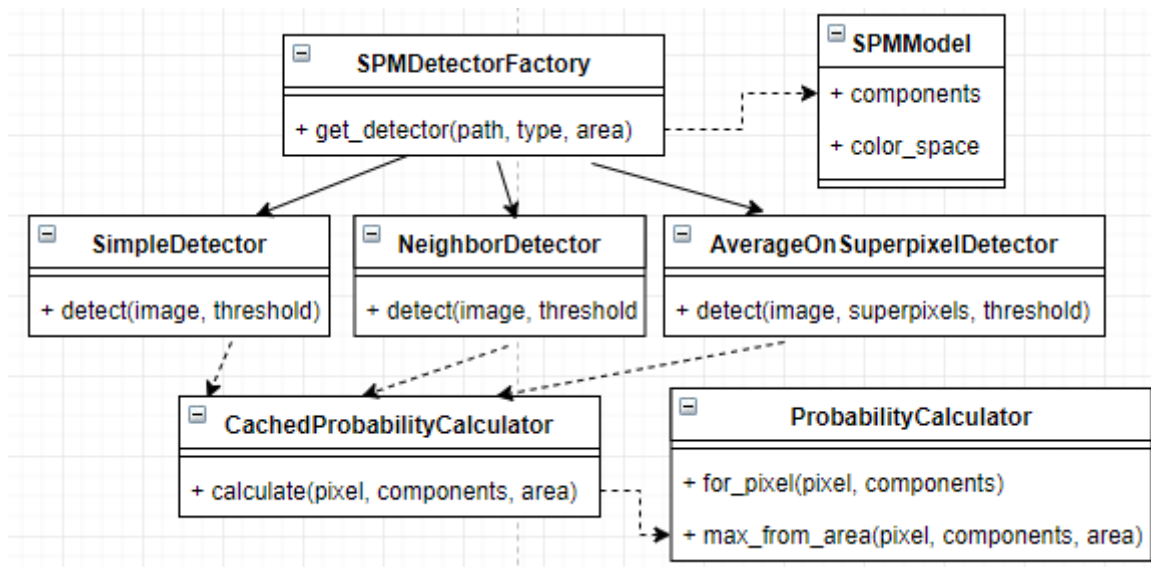 SPMDetectorFactory
+ get_detector(path, type, area)
SPMModel
+ components
+ color_space
SimpleDetector
+ detect(image, threshold)
NeighborDetector
+ detect(image, threshold
AverageOnSuperpixelDetector
+ detect(image, superpixels, threshold)
CachedProbabilityCalculator
+ calculate(pixel, components, area)
ProbabilityCalculator
+ for_pixel(pixel, components)
+ max_from_area(pixel, components, area)